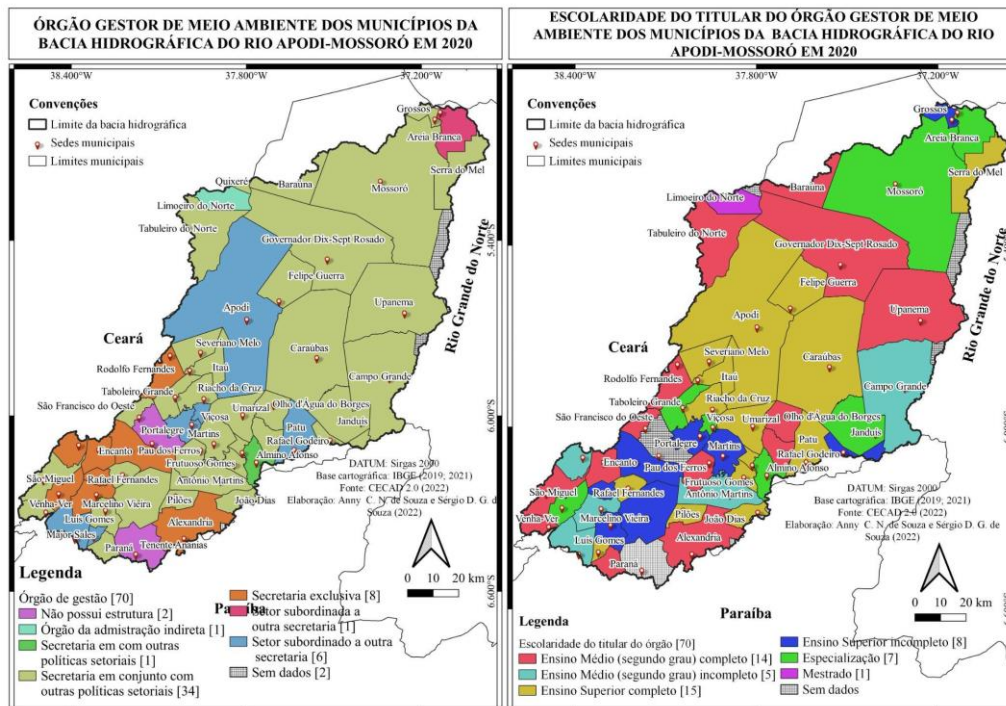 ÓRGÃO GESTOR DE MEIO AMBIENTE DOS MUNICÍPIOS DA
BACIA HIDROGRÁFICA DO RIO APODI-MOSSORÓ EM 2020
38.400°W
37.800°W
37.200°W
Convenções
Limite da bacia hidrográfica
Sedes municipais
Limites municipais
Grossos
Areia Branca
Serra do Mel
Mossoró
Baraúna
Quixeré
Limoeiro do Norte
Tabuleiro do Norte
Governador Dix-Sept Rosado
5.400°S
Felipe Guerra
Upanema
Apodi
Rio Grande do Norte
Ceará
Severiano Melo
Caraúbas
Rodolfo Fernandes
Itaú
Campo Grande
Taboleiro Grande
Riacho da Cruz
São Francisco do Oeste
Viçosa
Umarizal
Olho d'Água do Borges
6.000°S
Portalegre
Martins
Patu
Janduís
Encanto
Pau dos Ferros
Rafael Godeiro
Frutuoso Gomes
Almino Afonso
São Miguel
Rafael Fernandes
Antônio Martins
Venha-Ver
Marcelino Vieira
Pilões
João Dias
Luís Gomes
Alexandria
Major Sales
Paraná
Tenente Ananias
DATUM: Sirgas 2000
Base cartográfica: IBGE (2019; 2021)
Fonte: CECAD 2.0 (2022)
Elaboração: Anny C. N. de Souza e Sérgio D. G. de
Souza (2022)
0 10 20 km
6.600°S
Paraíba
Legenda
Órgão de gestão [70]
Não possui estrutura [2]
Órgão da admistração indireta [1]
Secretaria em com outras
políticas setoriais [1]
Secretaria em conjunto com
outras políticas setoriais [34]
Secretaria exclusiva [8]
Setor subordinada a
outra secretaria [1]
Setor subordinado a outra
secretaria [6]
Sem dados [2]
ESCOLARIDADE DO TITULAR DO ÓRGÃO GESTOR DE MEIO
AMBIENTE DOS MUNICÍPIOS DA BACIA HIDROGRÁFICA DO RIO
APODI-MOSSORÓ EM 2020
38.400°W
37.800°W
37.200°W
Convenções
Limite da bacia hidrográfica
Sedes municipais
Limites municipais
Grossos
Areia Branca
Serra do Mel
Mossoró
Baraúna
Limoeiro do Norte
Tabuleiro do Norte
Governador Dix-Sept Rosado
Felipe Guerra
Upanema
Apodi
Rio Grande do Norte
Ceará
Severiano Melo
Caraúbas
Rodolfo Fernandes
Itaú
Campo Grande
Taboleiro Grande
Riacho da Cruz
São Francisco do Oeste
Viçosa
Umarizal
Olho d'Água do Borges
Portalegre
Martins
Patu
Janduís
Encanto
Pau dos Ferros
Rafael Godeiro
Frutuoso Gomes
Almino Afonso
São Miguel
Rafael Fernandes
Antônio Martins
Venha-Ver
Marcelino Vieira
Pilões
João Dias
Luís Gomes
Alexandria
Paraná
DATUM: Sirgas 2000
Base cartográfica: IBGE (2019; 2021)
Fonte: CECAD 2.0 (2022)
Elaboração: Anny C. N. de Souza e Sérgio D. G. de
Souza (2022)
0 10 20 km
Paraíba
Legenda
Escolaridade do titular do órgão [70]
Ensino Médio (segundo grau) completo [14]
Ensino Médio (segundo grau) incompleto [5]
Ensino Superior completo [15]
Ensino Superior incompleto [8]
Especialização [7]
Mestrado [1]
Sem dados